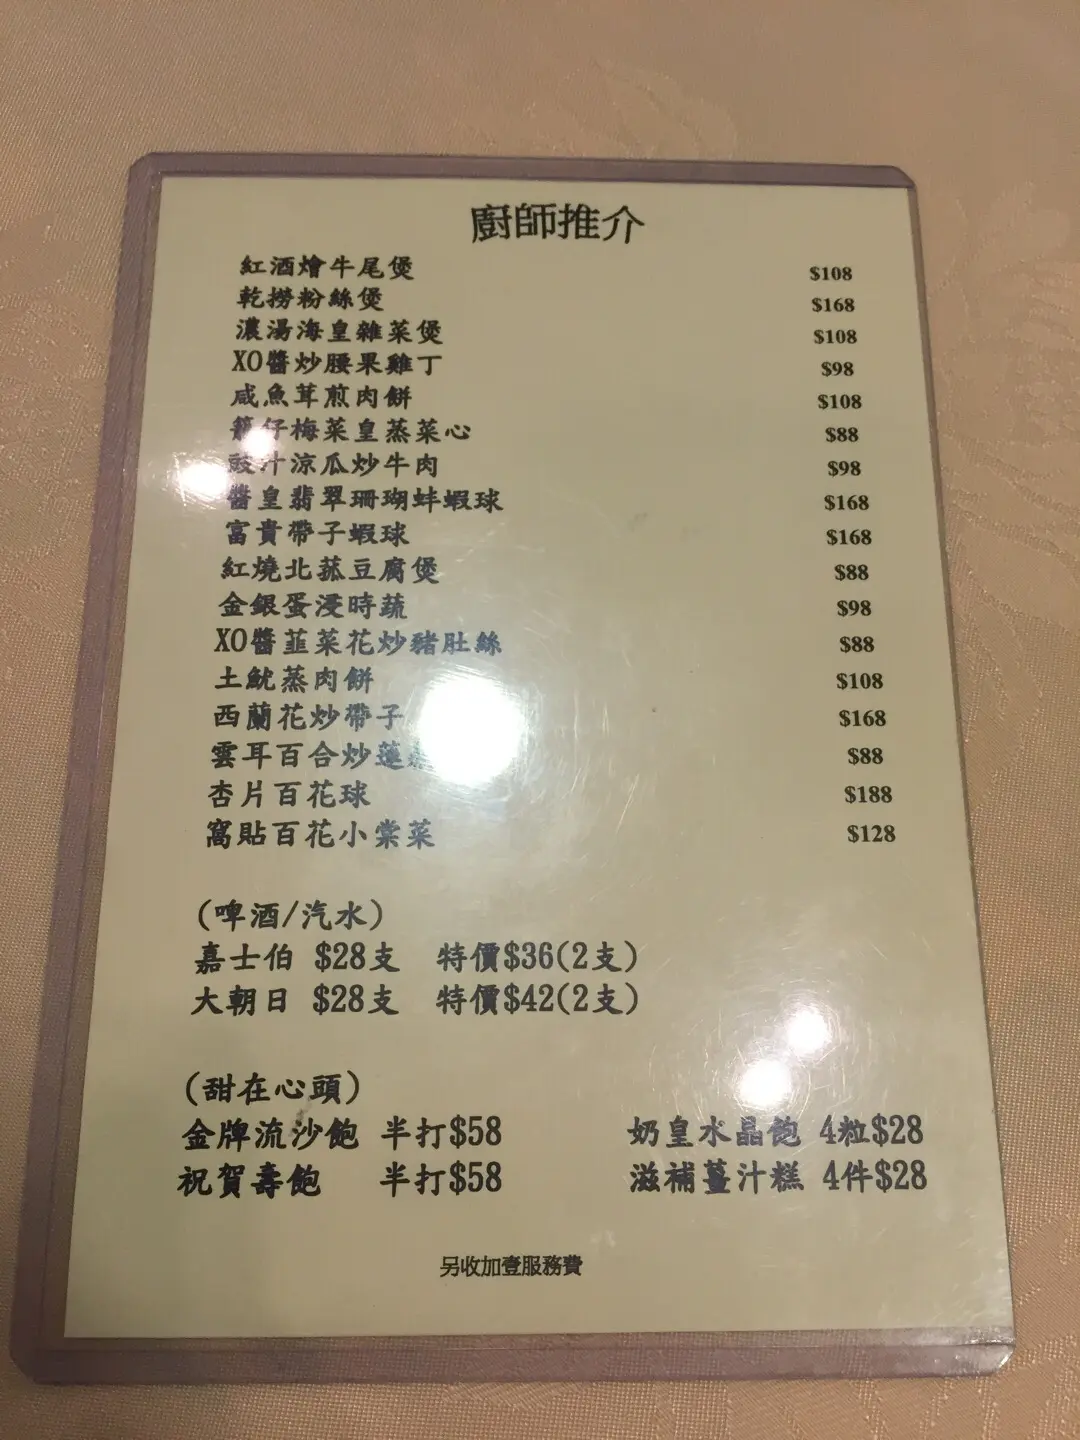 廚師推介
紅酒燴牛尾煲 $108
乾撈粉絲煲 $168
濃湯海皇雜菜煲 $108
XO醬炒腰果雞丁 $98
咸魚茸煎肉餅 $108
仔梅菜皇蒸菜心 $88
豉汁涼瓜炒牛肉 $98
醬皇翡翠珊瑚蚌蝦球 $168
富貴帶子蝦球 $168
紅燒北菰豆腐煲 $88
金銀蛋浸時蔬 $98
XO醬韮菜花炒豬肚絲 $88
土魷蒸肉餅 $108
西蘭花炒帶子 $168
雲耳百合炒蓮 $88
杏片百花球 $188
窩貼百花小棠菜 $128
(啤酒/汽水)
嘉士伯 $28支 特價$36(2支)
大朝日 $28支 特價$42(2支)
(甜在心頭)
金牌流沙飽 半打$58 奶皇水晶飽 4粒$28
祝賀壽飽 半打$58 滋補薑汁糕 4件$28
另收加壹服務費